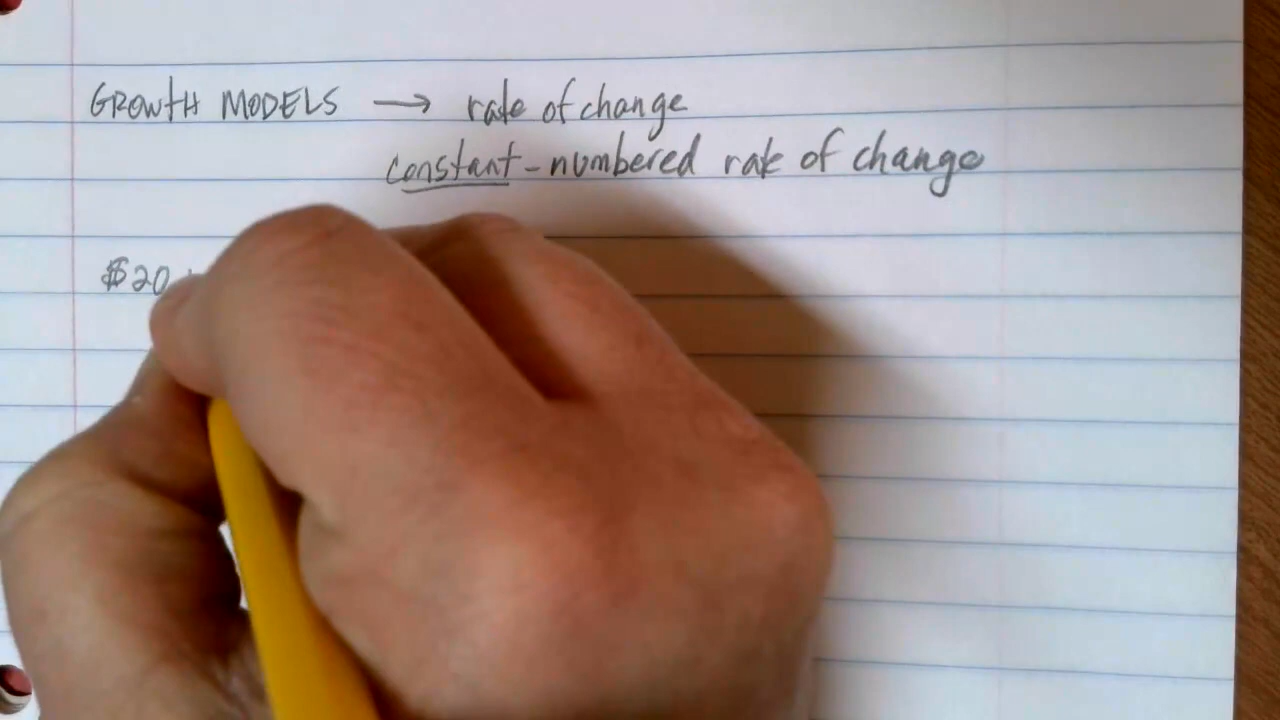 GROWTH MODELS → rate of change
constant-numbered rate of change
$20